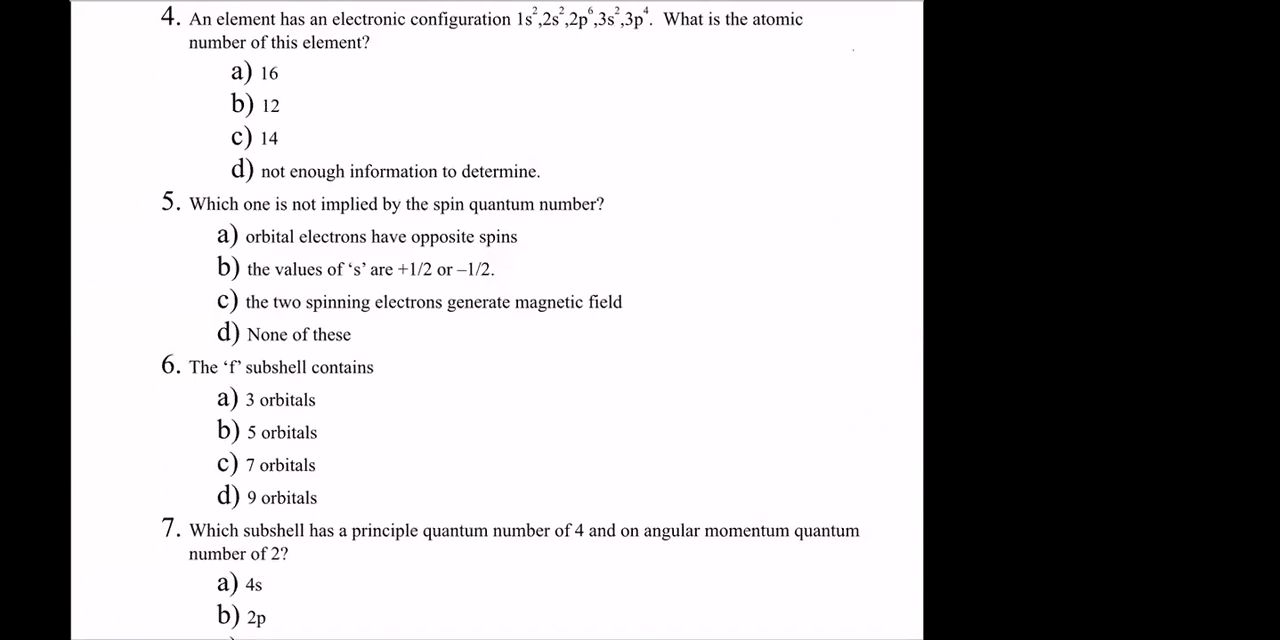 4. An element has an electronic configuration 1s²,2s²,2p⁶,3s²,3p⁴. What is the atomic
number of this element?
a) 16
b) 12
c) 14
d) not enough information to determine.
5. Which one is not implied by the spin quantum number?
a) orbital electrons have opposite spins
b) the values of ‘s’ are +1/2 or –1/2.
c) the two spinning electrons generate magnetic field
d) None of these
6. The ‘f’ subshell contains
a) 3 orbitals
b) 5 orbitals
c) 7 orbitals
d) 9 orbitals
7. Which subshell has a principle quantum number of 4 and on angular momentum quantum
number of 2?
a) 4s
b) 2p